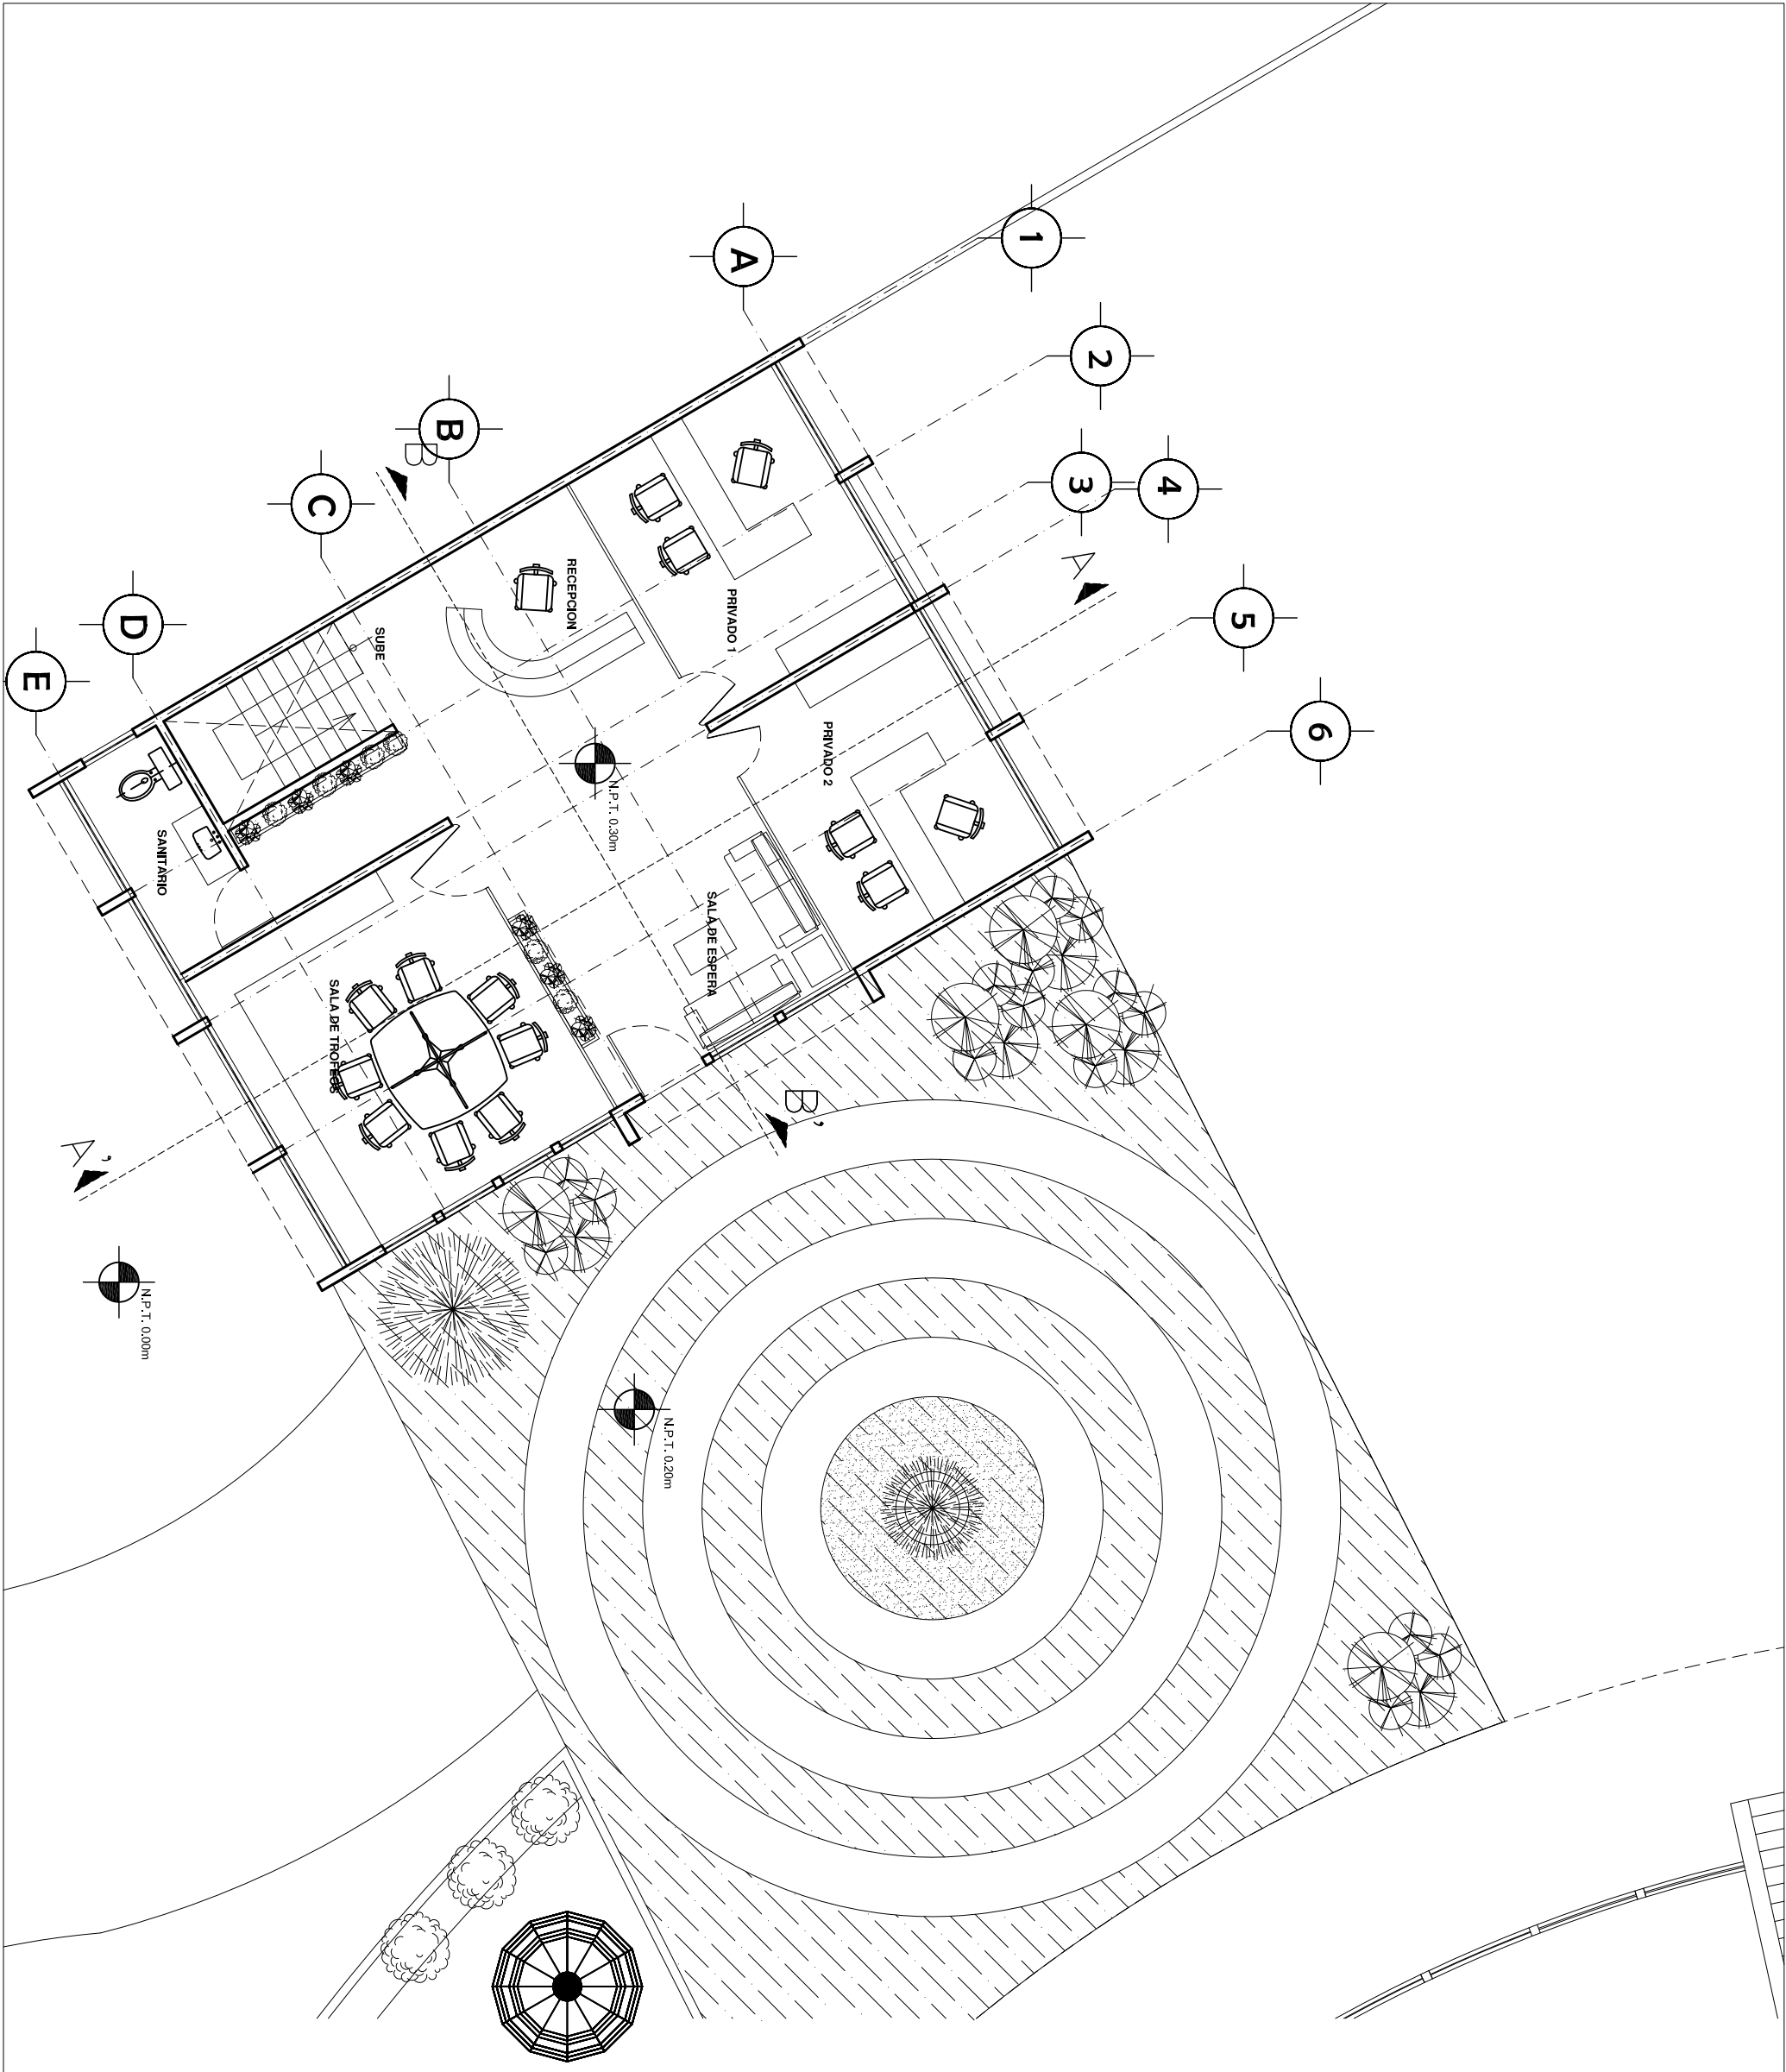 1
A
2
B
B
3
4
C
A
5
RECEPCION
PRIVADO 1
D
SUBE
E
6
PRIVADO 2
N.P.T. 0.30m
SANITARIO
SALA DE ESPERA
SALA DE TROFEOS
B'
A'
N.P.T. 0.00m
N.P.T. 0.20m